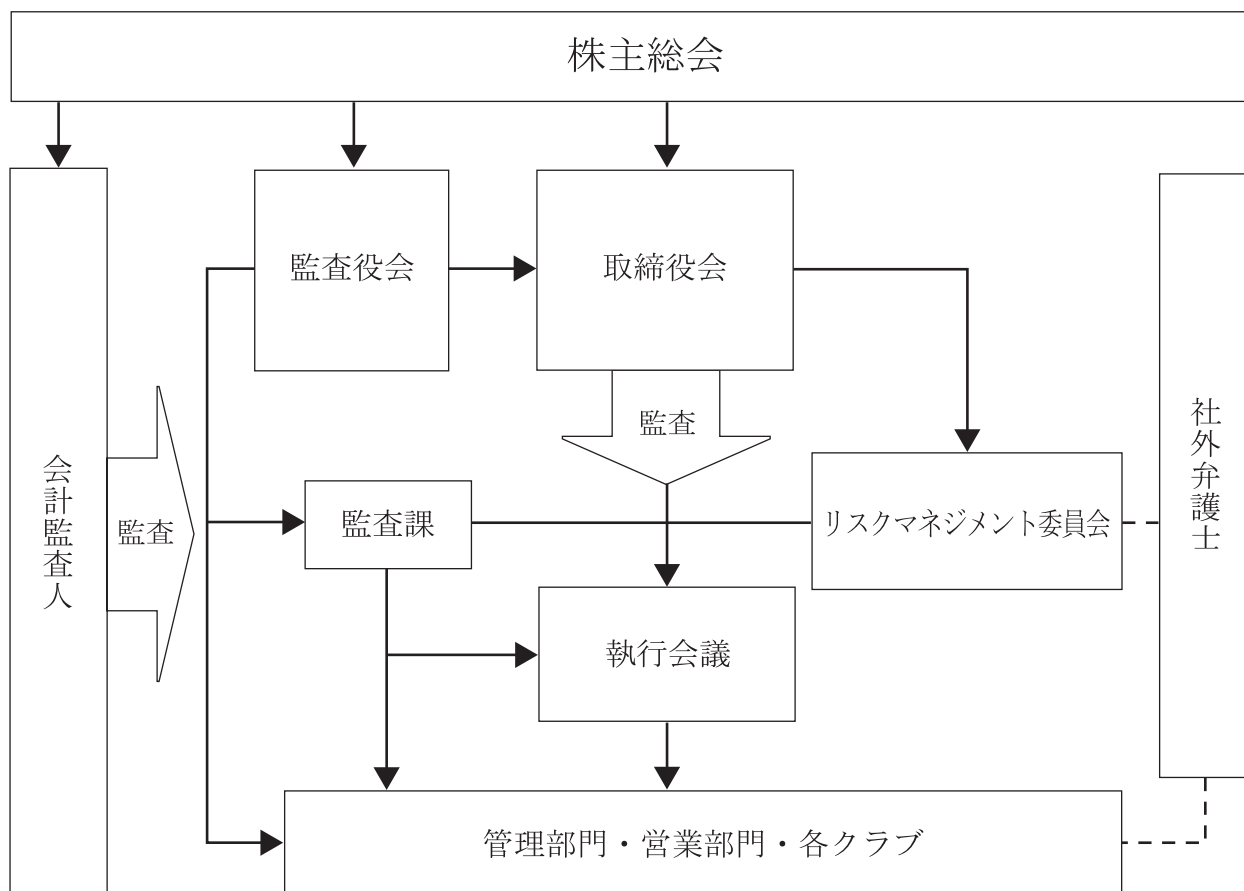 株主総会
監査役会
取締役会
監査
社外弁護士
会計監査人
監査
監査課
リスクマネジメント委員会
執行会議
管理部門・営業部門・各クラブ